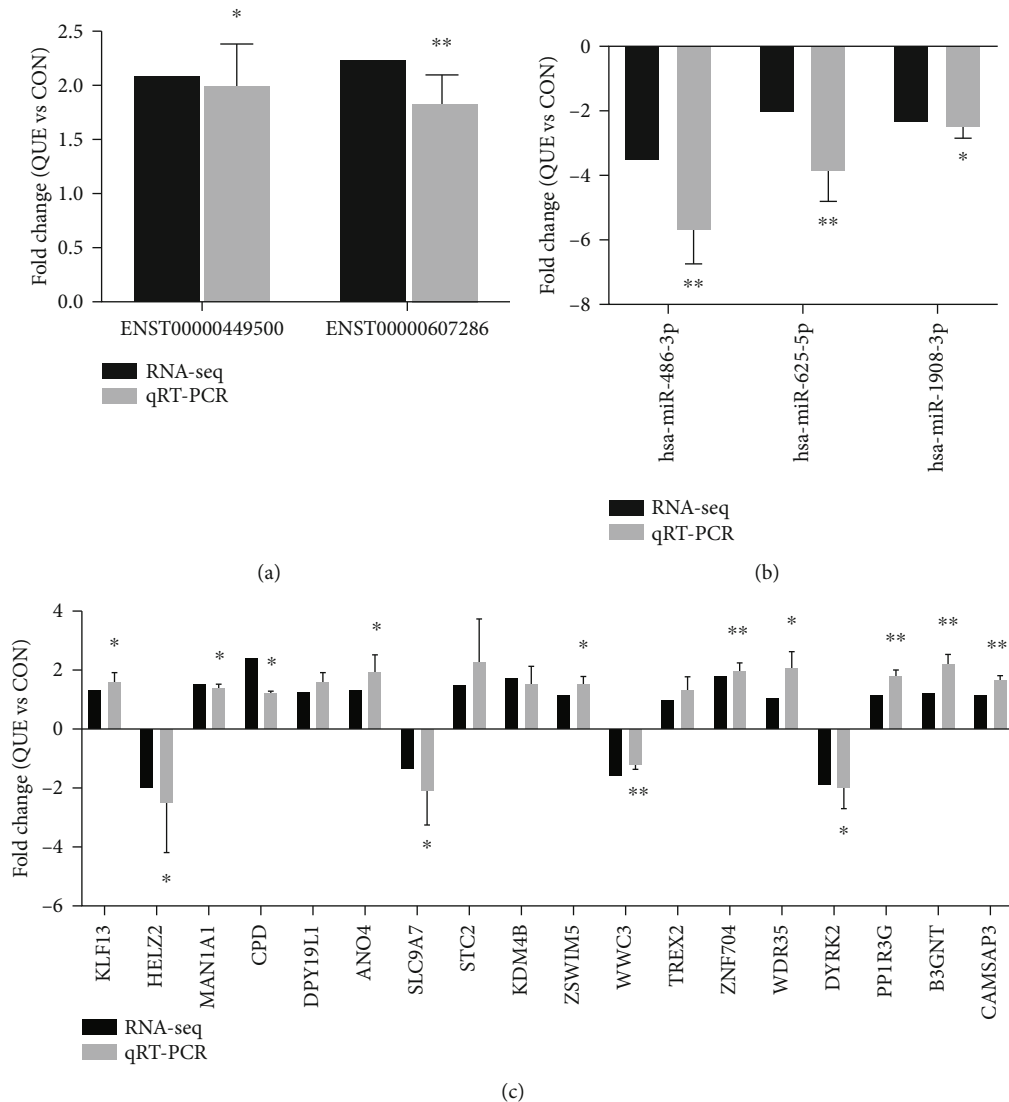 Fold change (QUE vs CON)
2.5
2.0
1.5
1.0
0.5
0.0
*
**
ENST00000449500
ENST00000607286
RNA-seq
qRT-PCR
(a)
Fold change (QUE vs CON)
0
−2
−4
−6
−8
**
**
*
hsa-miR-486-3p
hsa-miR-625-5p
hsa-miR-1908-3p
RNA-seq
qRT-PCR
(b)
Fold change (QUE vs CON)
4
2
0
−2
−4
−6
*
*
*
*
*
*
*
**
**
*
*
**
**
**
KLF13
HELZ2
MAN1A1
CPD
DPY19L1
ANO4
SLC9A7
STC2
KDM4B
ZSWIM5
WWC3
TREX2
ZNF704
WDR35
DYRK2
PP1R3G
B3GNT
CAMSAP3
RNA-seq
qRT-PCR
(c)